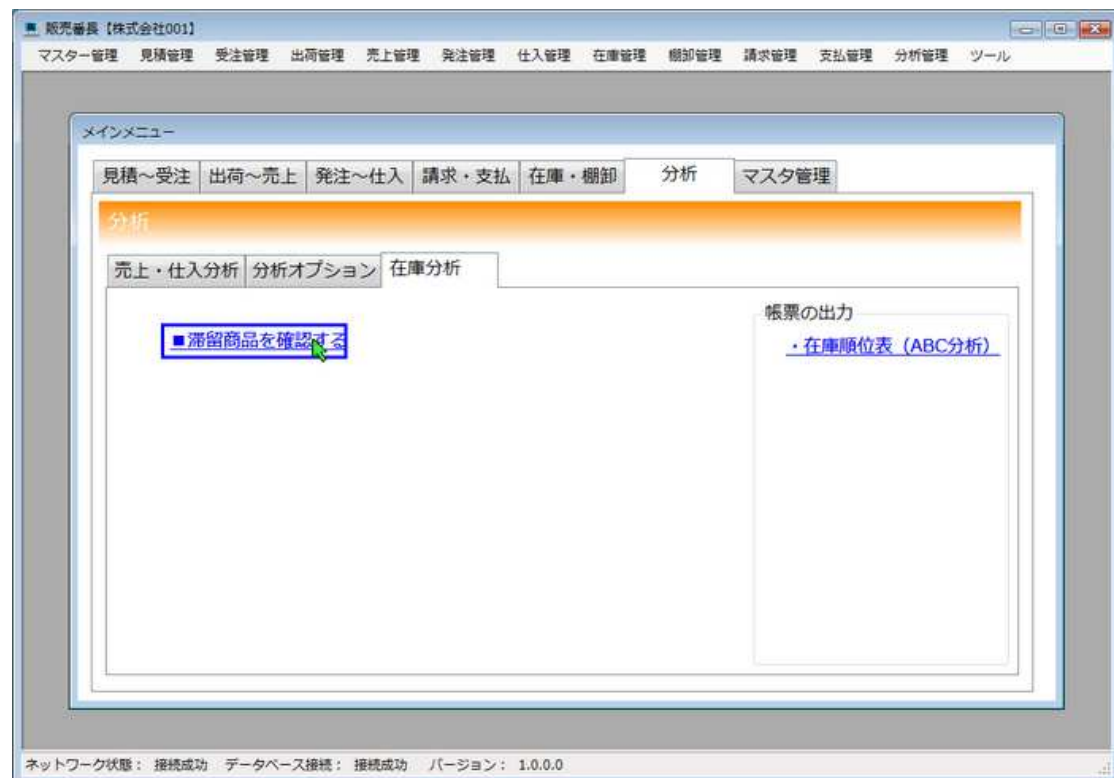 販売番長【株式会社001】
マスター管理 見積管理 受注管理 出荷管理 売上管理 発注管理 仕入管理 在庫管理 棚卸管理 請求管理 支払管理 分析管理 ツール
メインメニュー
見積～受注 出荷～売上 発注～仕入 請求・支払 在庫・棚卸 分析 マスタ管理
分析
売上・仕入分析 分析オプション 在庫分析
■滞留商品を確認する
帳票の出力
・在庫順位表（ABC分析）
ネットワーク状態： 接続成功 データベース接続： 接続成功 バージョン： 1.0.0.0